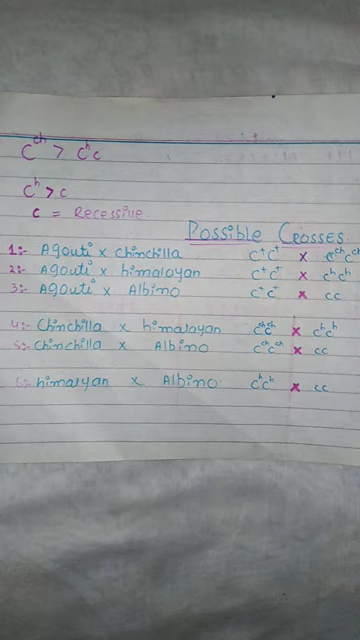 C^ch > C^h c
C^h > c
c = Recessive
Possible Crosses
1:- Agouti x Chinchilla C⁺C⁺ x C^ch C^ch
2:- Agouti x himalayan C⁺C⁺ x C^h C^h
3:- Agouti x Albino C⁺C⁺ x cc
4:- Chinchilla x himalayan C^ch C^ch x C^h C^h
5:- Chinchilla x Albino C^ch C^ch x cc
6:- himalyan x Albino C^h C^h x cc